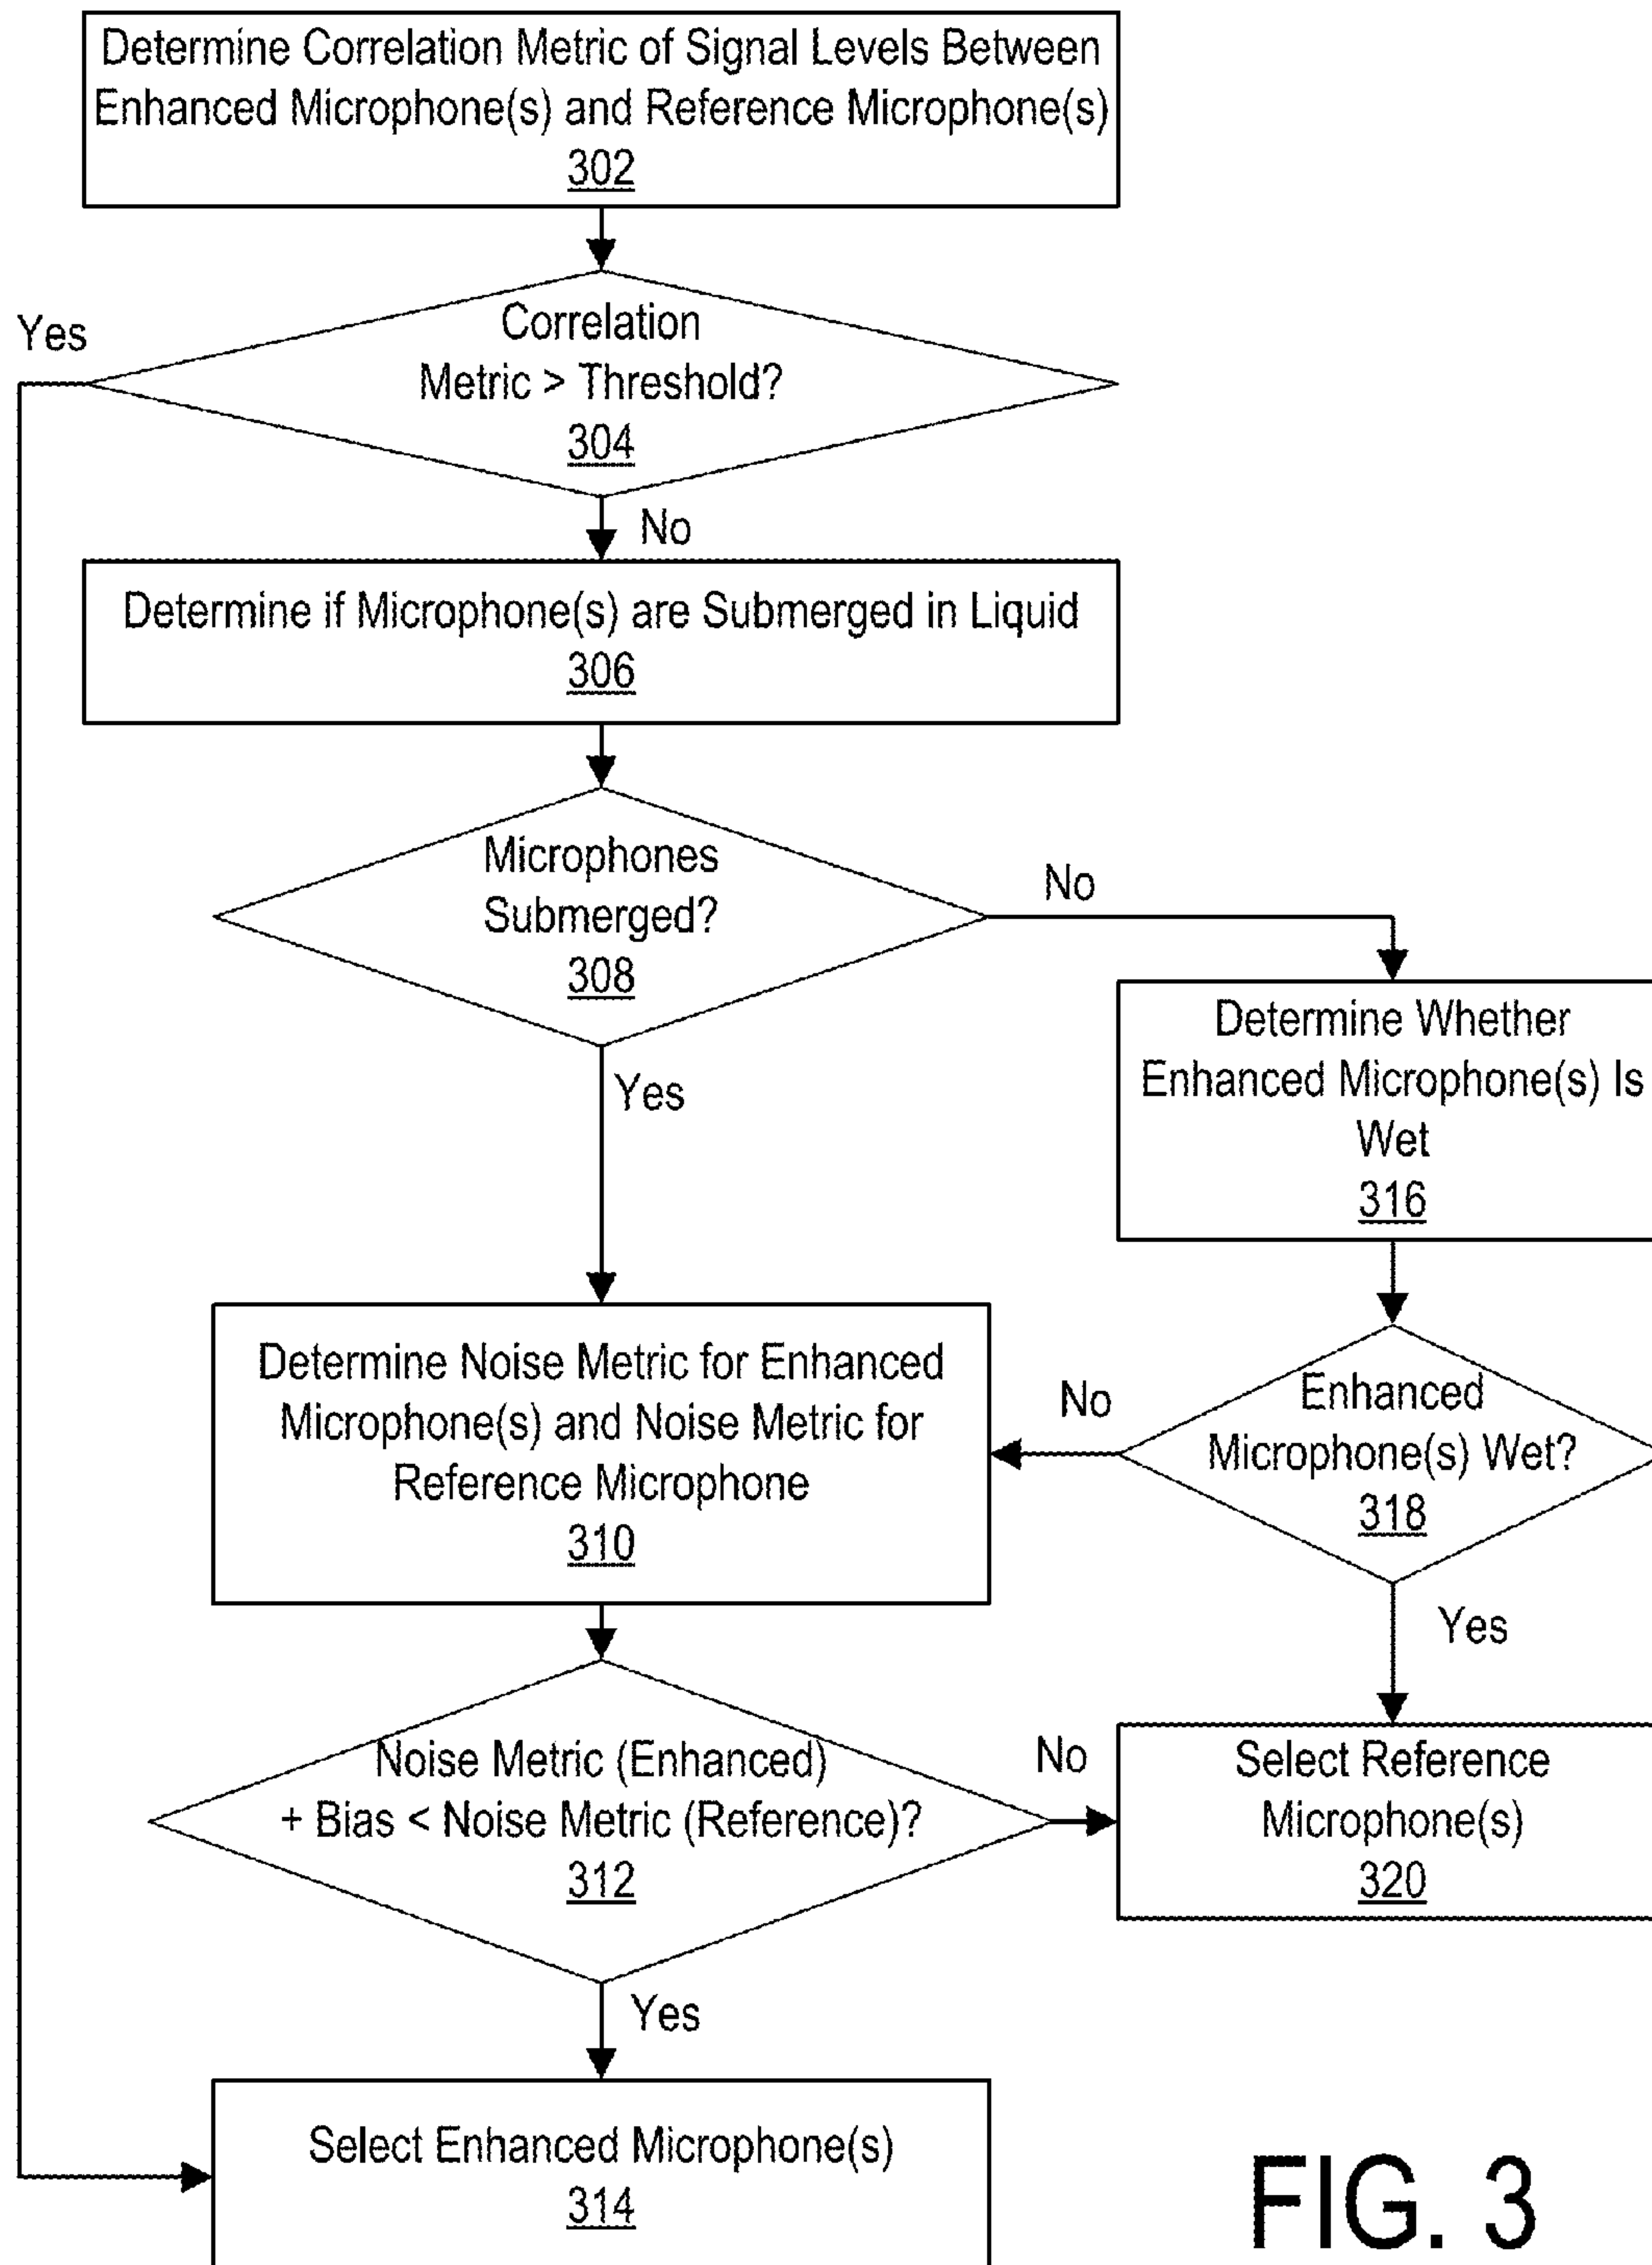 Determine Correlation Metric of Signal Levels Between
Enhanced Microphone(s) and Reference Microphone(s)
302
Yes
Correlation
Metric > Threshold?
304
No
Determine if Microphone(s) are Submerged in Liquid
306
Microphones
Submerged?
308
No
Yes
Determine Whether
Enhanced Microphone(s) Is
Wet
316
Determine Noise Metric for Enhanced
Microphone(s) and Noise Metric for
Reference Microphone
310
No
Enhanced
Microphone(s) Wet?
318
Yes
Noise Metric (Enhanced)
+ Bias < Noise Metric (Reference)?
312
No
Select Reference
Microphone(s)
320
Yes
Select Enhanced Microphone(s)
314
FIG. 3